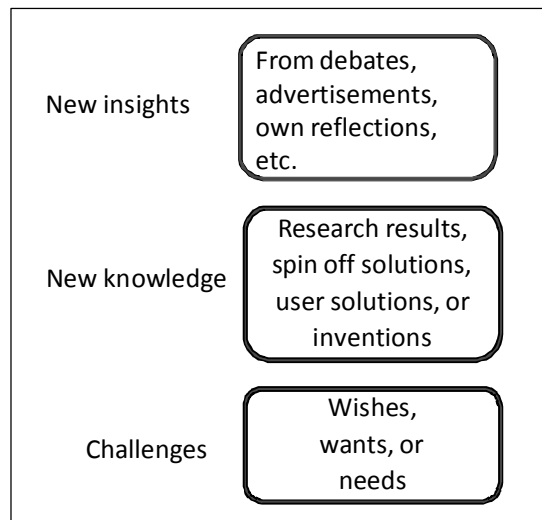 New insights
From debates,
advertisements,
own reflections,
etc.
New knowledge
Research results,
spin off solutions,
user solutions, or
inventions
Challenges
Wishes,
wants, or
needs